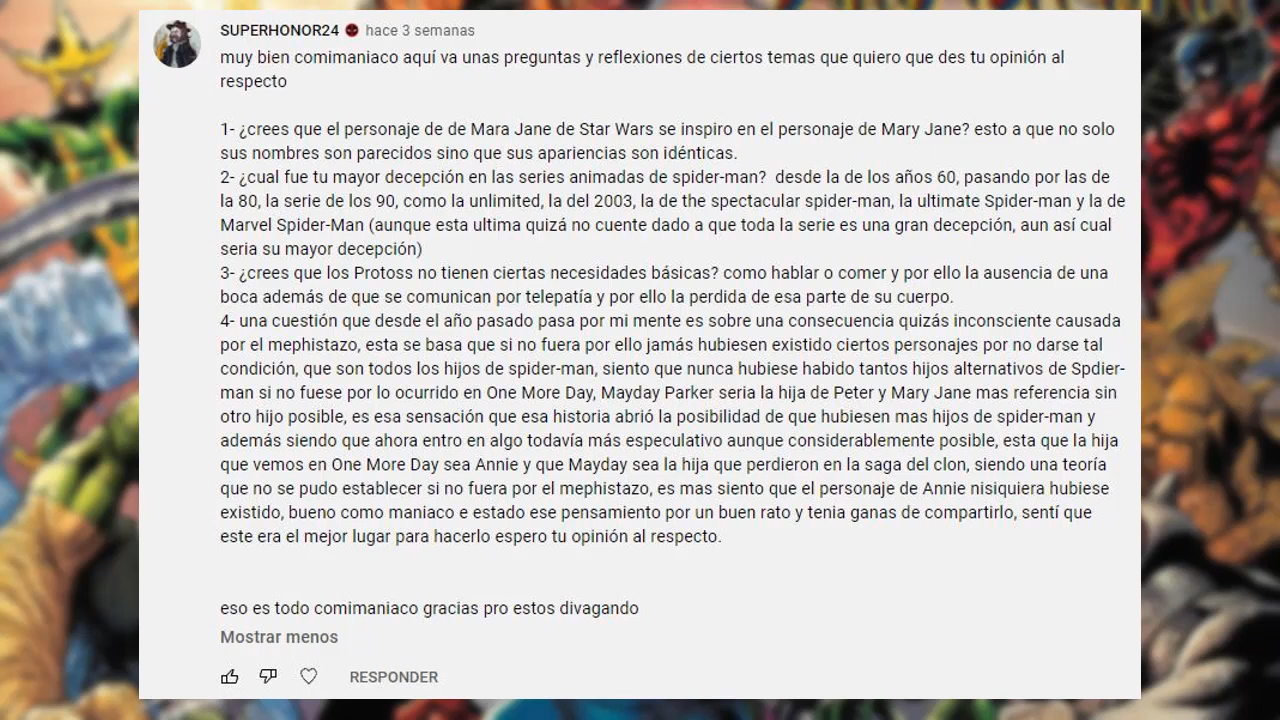 SUPERHONOR24 hace 3 semanas
muy bien comimaniaco aquí va unas preguntas y reflexiones de ciertos temas que quiero que des tu opinión al
respecto
1- ¿crees que el personaje de de Mara Jane de Star Wars se inspiro en el personaje de Mary Jane? esto a que no solo
sus nombres son parecidos sino que sus apariencias son idénticas.
2- ¿cual fue tu mayor decepción en las series animadas de spider-man? desde la de los años 60, pasando por las de
la 80, la serie de los 90, como la unlimited, la del 2003, la de the spectacular spider-man, la ultimate Spider-man y la de
Marvel Spider-Man (aunque esta ultima quizá no cuente dado a que toda la serie es una gran decepción, aun así cual
seria su mayor decepción)
3- ¿crees que los Protoss no tienen ciertas necesidades básicas? como hablar o comer y por ello la ausencia de una
boca además de que se comunican por telepatía y por ello la perdida de esa parte de su cuerpo.
4- una cuestión que desde el año pasado pasa por mi mente es sobre una consecuencia quizás inconsciente causada
por el mephistazo, esta se basa que si no fuera por ello jamás hubiesen existido ciertos personajes por no darse tal
condición, que son todos los hijos de spider-man, siento que nunca hubiese habido tantos hijos alternativos de Spdier-
man si no fuese por lo ocurrido en One More Day, Mayday Parker seria la hija de Peter y Mary Jane mas referencia sin
otro hijo posible, es esa sensación que esa historia abrió la posibilidad de que hubiesen mas hijos de spider-man y
además siendo que ahora entro en algo todavía más especulativo aunque considerablemente posible, esta que la hija
que vemos en One More Day sea Annie y que Mayday sea la hija que perdieron en la saga del clon, siendo una teoría
que no se pudo establecer si no fuera por el mephistazo, es mas siento que el personaje de Annie nisiquiera hubiese
existido, bueno como maniaco e estado ese pensamiento por un buen rato y tenia ganas de compartirlo, sentí que
este era el mejor lugar para hacerlo espero tu opinión al respecto.
eso es todo comimaniaco gracias pro estos divagando
Mostrar menos
RESPONDER